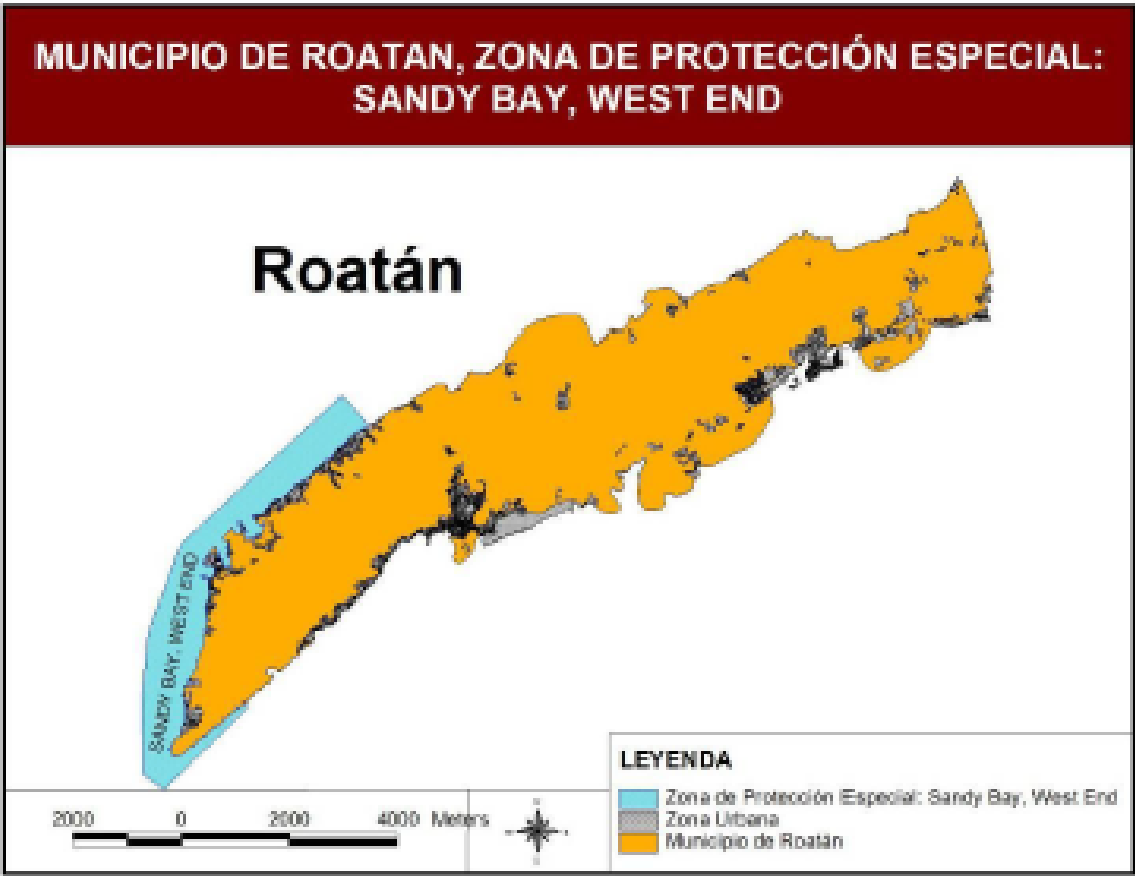 MUNICIPIO DE ROATAN, ZONA DE PROTECCIÓN ESPECIAL:
SANDY BAY, WEST END
Roatán
SANDY BAY, WEST END
LEYENDA
Zona de Protección Especial: Sandy Bay, West End
Zona Urbana
Municipio de Roatán
2000 0 2000 4000 Meters